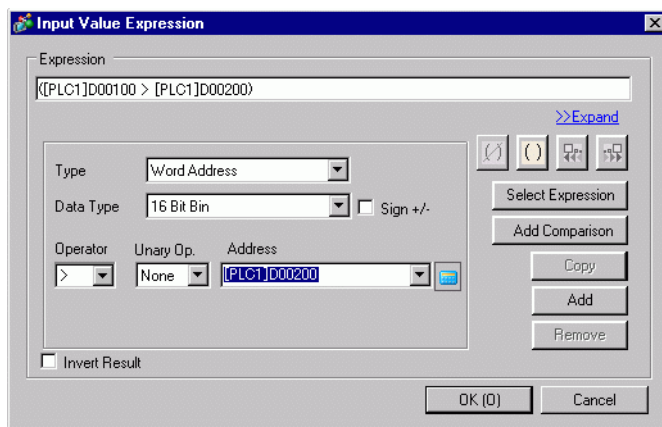 Input Value Expression
Expression
([PLC1]D00100 > [PLC1]D00200)
>>Expand
Type
Word Address
( )
Data Type
16 Bit Bin
Sign +/-
Select Expression
Add Comparison
Operator
Unary Op.
Address
>
None
[PLC1]D00200
Copy
Add
Remove
Invert Result
OK (O)
Cancel